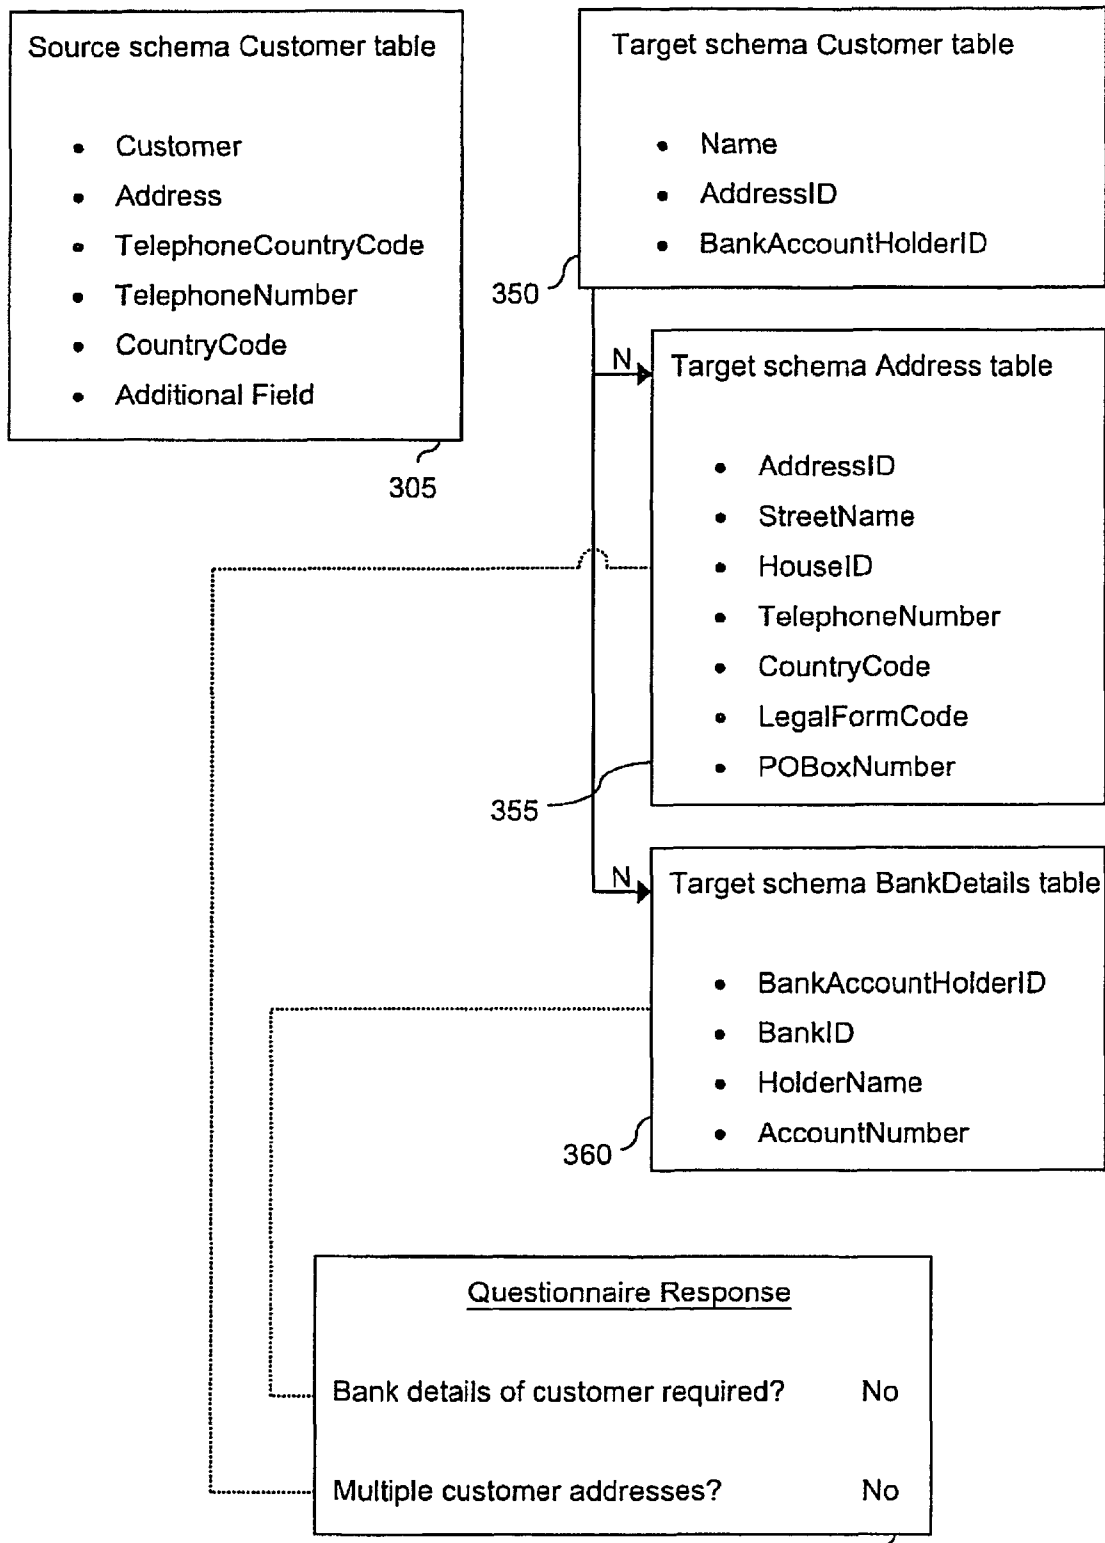 Source schema Customer table
• Customer
• Address
• TelephoneCountryCode
• TelephoneNumber
• CountryCode
• Additional Field
305
Target schema Customer table
• Name
• AddressID
• BankAccountHolderID
350
N
Target schema Address table
• AddressID
• StreetName
• HouseID
• TelephoneNumber
• CountryCode
• LegalFormCode
• POBoxNumber
355
N
Target schema BankDetails table
• BankAccountHolderID
• BankID
• HolderName
• AccountNumber
360
Questionnaire Response
Bank details of customer required? No
Multiple customer addresses? No